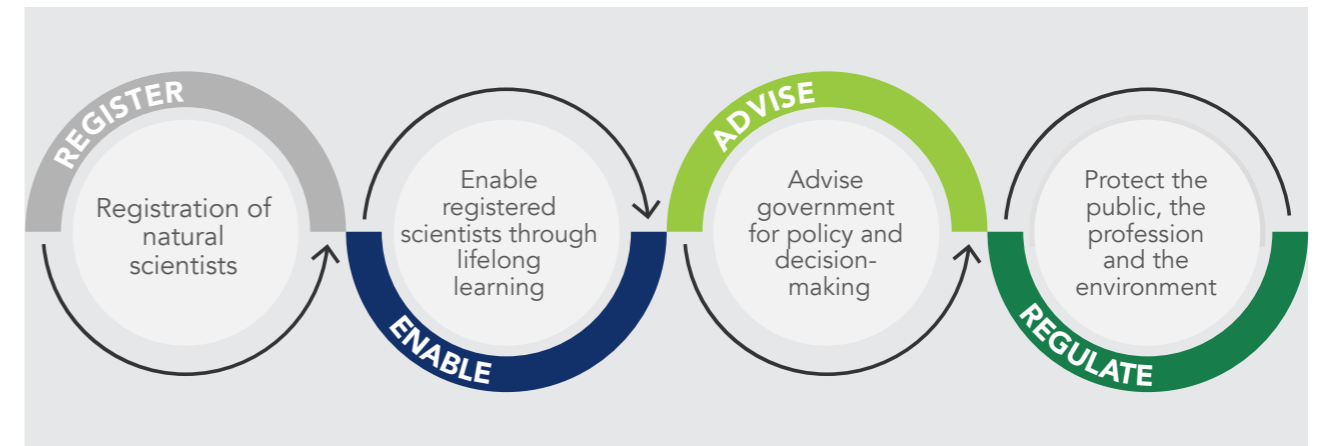 REGISTER
Registration of
natural
scientists
ENABLE
Enable
registered
scientists through
lifelong
learning
ADVISE
Advise
government
for policy and
decision-
making
REGULATE
Protect the
public, the
profession
and the
environment